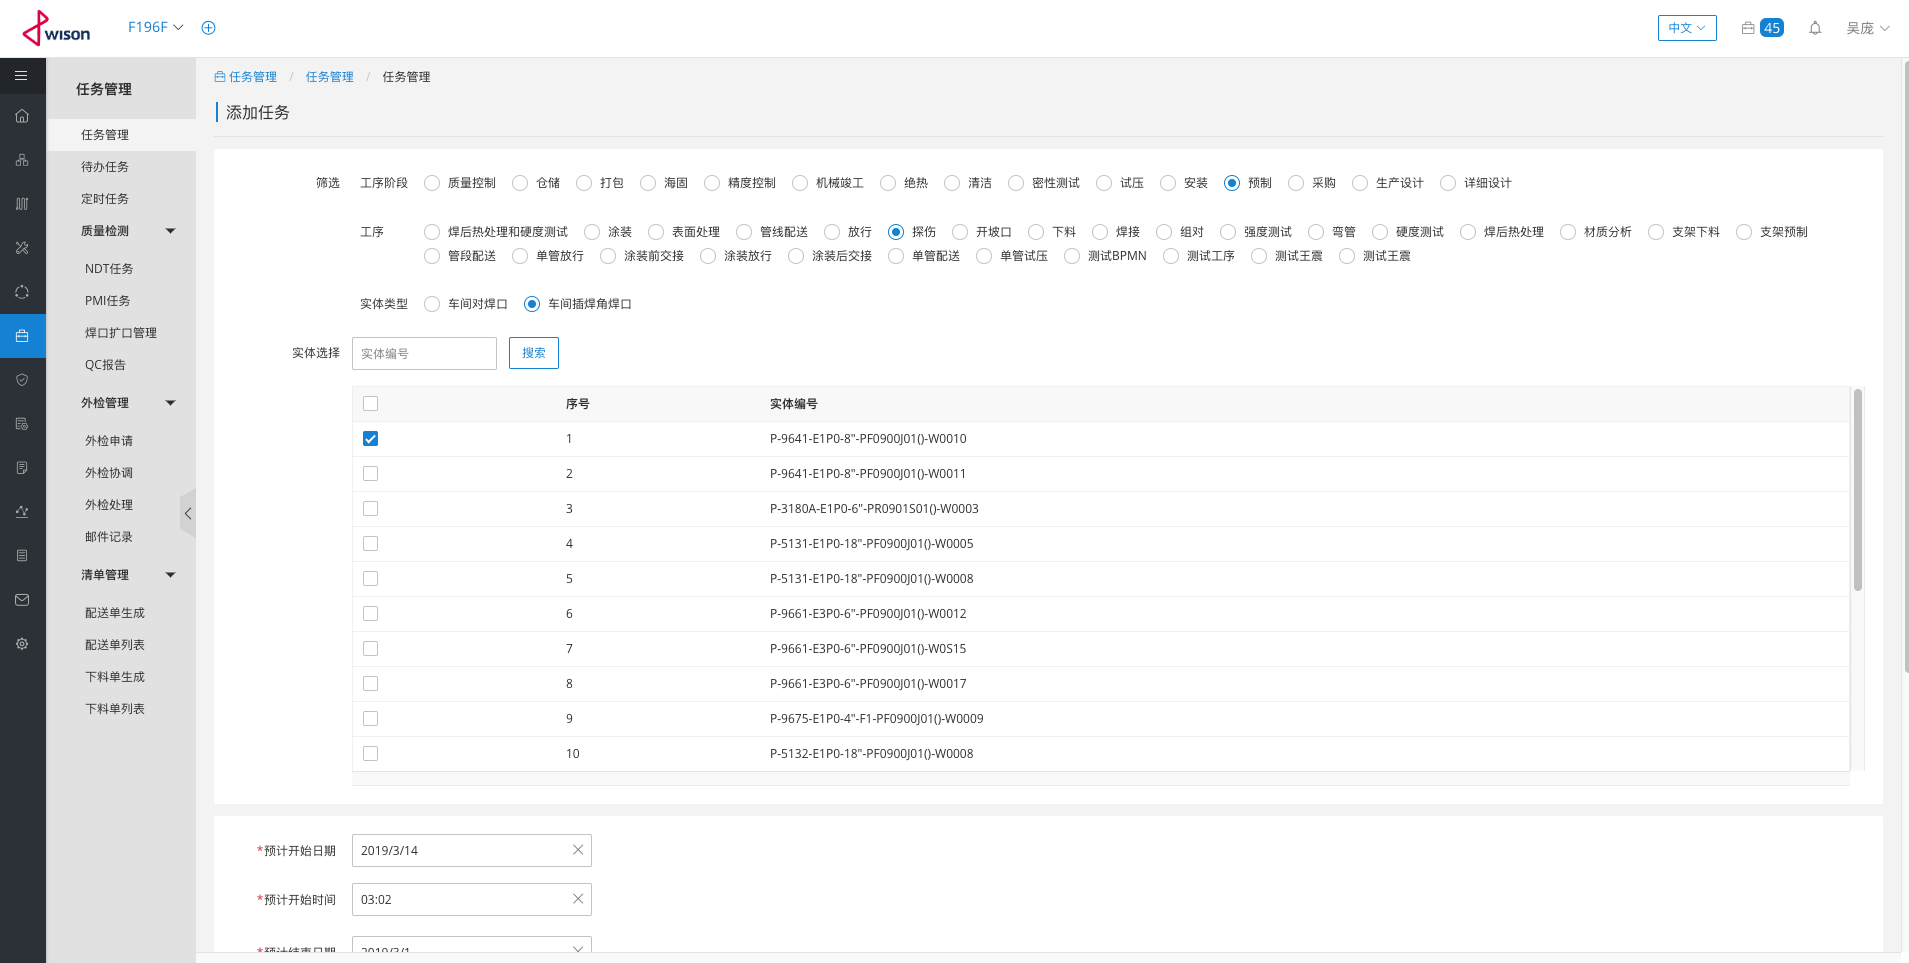 wison
F196F
中文
45
吴庞
任务管理
任务管理
待办任务
定时任务
质量检测
NDT任务
PMI任务
焊口扩口管理
QC报告
外检管理
外检申请
外检协调
外检处理
邮件记录
清单管理
配送单生成
配送单列表
下料单生成
下料单列表
任务管理 / 任务管理 / 任务管理
添加任务
筛选 工序阶段 质量控制 仓储 打包 海固 精度控制 机械竣工 绝热 清洁 密性测试 试压 安装 预制 采购 生产设计 详细设计
工序 焊后热处理和硬度测试 涂装 表面处理 管线配送 放行 探伤 开坡口 下料 焊接 组对 强度测试 弯管 硬度测试 焊后热处理 材质分析 支架下料 支架预制
管段配送 单管放行 涂装前交接 涂装放行 涂装后交接 单管配送 单管试压 测试BPMN 测试工序 测试王震 测试王震
实体类型 车间对焊口 车间插焊角焊口
实体选择 实体编号 搜索
序号 实体编号
1 P-9641-E1P0-8"-PF0900J01()-W0010
2 P-9641-E1P0-8"-PF0900J01()-W0011
3 P-3180A-E1P0-6"-PR0901S01()-W0003
4 P-5131-E1P0-18"-PF0900J01()-W0005
5 P-5131-E1P0-18"-PF0900J01()-W0008
6 P-9661-E3P0-6"-PF0900J01()-W0012
7 P-9661-E3P0-6"-PF0900J01()-W0S15
8 P-9661-E3P0-6"-PF0900J01()-W0017
9 P-9675-E1P0-4"-F1-PF0900J01()-W0009
10 P-5132-E1P0-18"-PF0900J01()-W0008
*预计开始日期 2019/3/14
*预计开始时间 03:02
*预计结束日期 2019/3/1